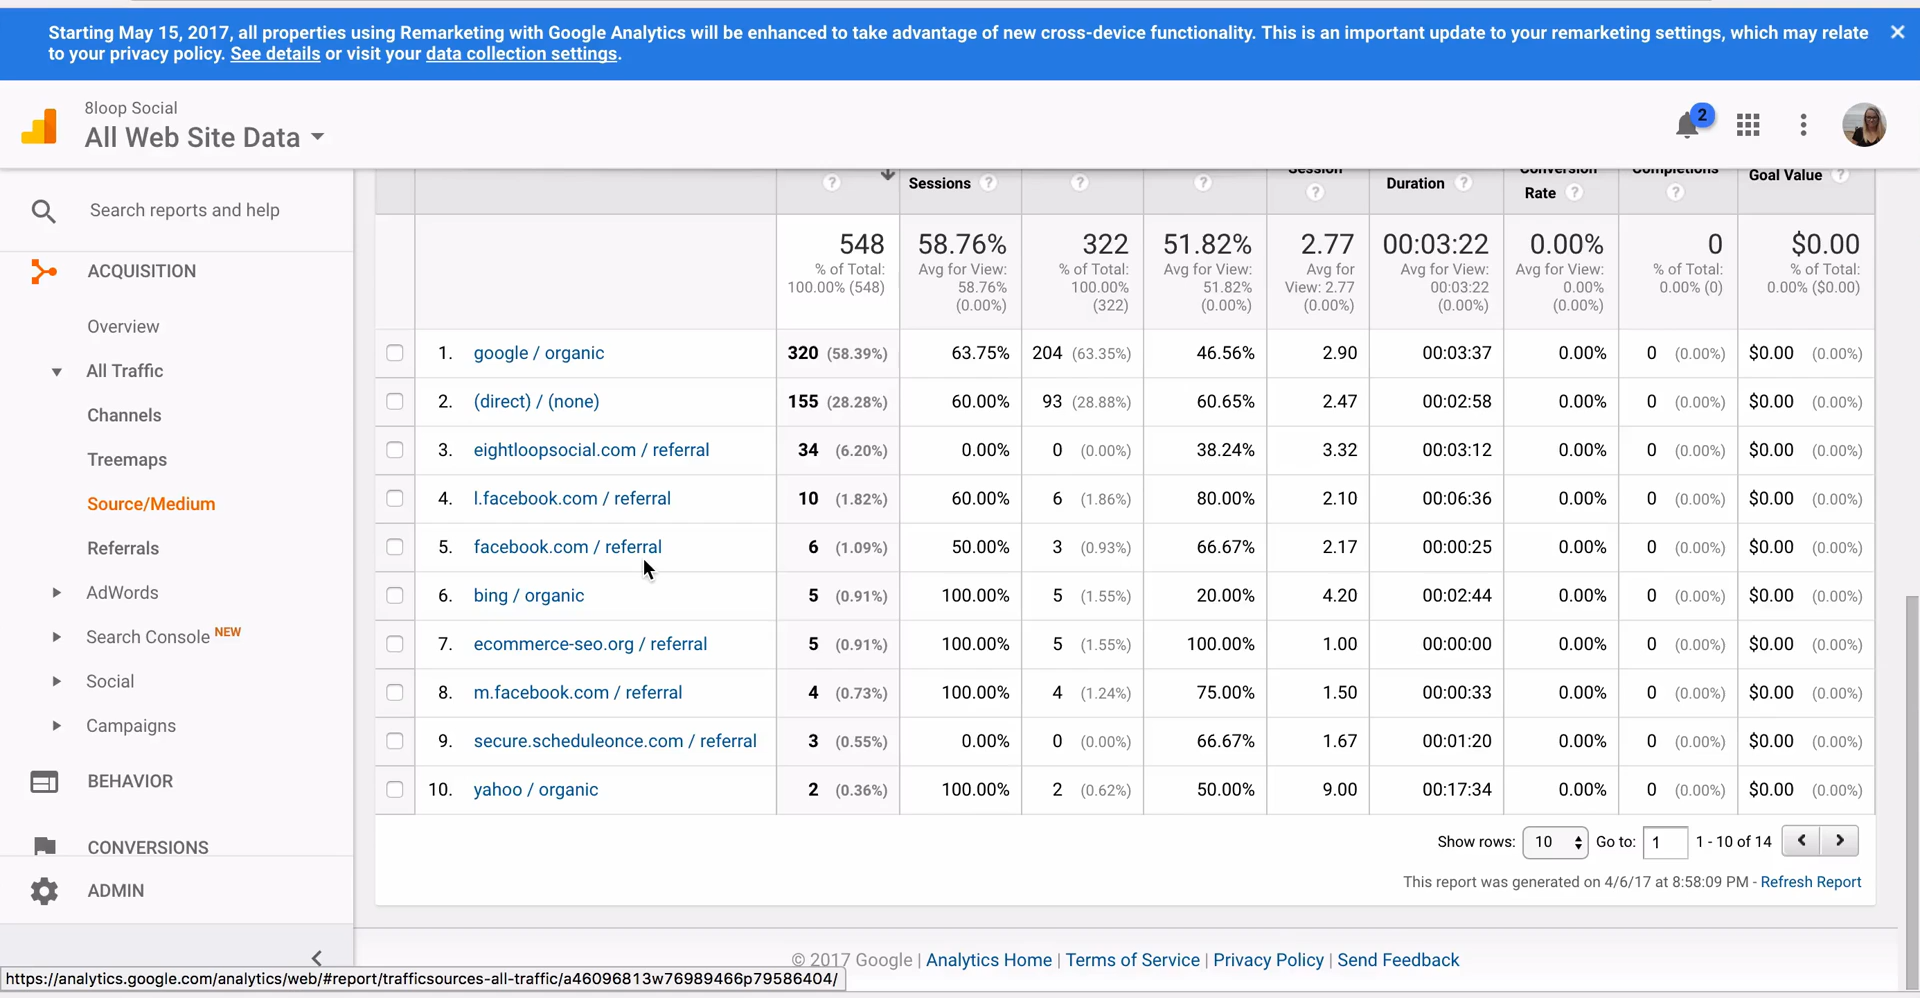 Starting May 15, 2017, all properties using Remarketing with Google Analytics will be enhanced to take advantage of new cross-device functionality. This is an important update to your remarketing settings, which may relate
to your privacy policy. See details or visit your data collection settings.
8loop Social
All Web Site Data
2
Search reports and help
ACQUISITION
Overview
All Traffic
Channels
Treemaps
Source/Medium
Referrals
AdWords
Search Console NEW
Social
Campaigns
BEHAVIOR
CONVERSIONS
ADMIN
Sessions ? ? ? Session ? Duration ? Conversion Rate ? Completions ? Goal Value ?
548 58.76% 322 51.82% 2.77 00:03:22 0.00% 0 $0.00
% of Total: 100.00% (548)
Avg for View: 58.76% (0.00%)
% of Total: 100.00% (322)
Avg for View: 51.82% (0.00%)
Avg for View: 2.77 (0.00%)
Avg for View: 00:03:22 (0.00%)
Avg for View: 0.00% (0.00%)
% of Total: 0.00% (0)
% of Total: 0.00% ($0.00)
1. google / organic 320 (58.39%) 63.75% 204 (63.35%) 46.56% 2.90 00:03:37 0.00% 0 (0.00%) $0.00 (0.00%)
2. (direct) / (none) 155 (28.28%) 60.00% 93 (28.88%) 60.65% 2.47 00:02:58 0.00% 0 (0.00%) $0.00 (0.00%)
3. eightloopsocial.com / referral 34 (6.20%) 0.00% 0 (0.00%) 38.24% 3.32 00:03:12 0.00% 0 (0.00%) $0.00 (0.00%)
4. l.facebook.com / referral 10 (1.82%) 60.00% 6 (1.86%) 80.00% 2.10 00:06:36 0.00% 0 (0.00%) $0.00 (0.00%)
5. facebook.com / referral 6 (1.09%) 50.00% 3 (0.93%) 66.67% 2.17 00:00:25 0.00% 0 (0.00%) $0.00 (0.00%)
6. bing / organic 5 (0.91%) 100.00% 5 (1.55%) 20.00% 4.20 00:02:44 0.00% 0 (0.00%) $0.00 (0.00%)
7. ecommerce-seo.org / referral 5 (0.91%) 100.00% 5 (1.55%) 100.00% 1.00 00:00:00 0.00% 0 (0.00%) $0.00 (0.00%)
8. m.facebook.com / referral 4 (0.73%) 100.00% 4 (1.24%) 75.00% 1.50 00:00:33 0.00% 0 (0.00%) $0.00 (0.00%)
9. secure.scheduleonce.com / referral 3 (0.55%) 0.00% 0 (0.00%) 66.67% 1.67 00:01:20 0.00% 0 (0.00%) $0.00 (0.00%)
10. yahoo / organic 2 (0.36%) 100.00% 2 (0.62%) 50.00% 9.00 00:17:34 0.00% 0 (0.00%) $0.00 (0.00%)
Show rows: 10 Go to: 1 1 - 10 of 14
This report was generated on 4/6/17 at 8:58:09 PM - Refresh Report
© 2017 Google | Analytics Home | Terms of Service | Privacy Policy | Send Feedback
https://analytics.google.com/analytics/web/#report/trafficsources-all-traffic/a46096813w76989466p79586404/